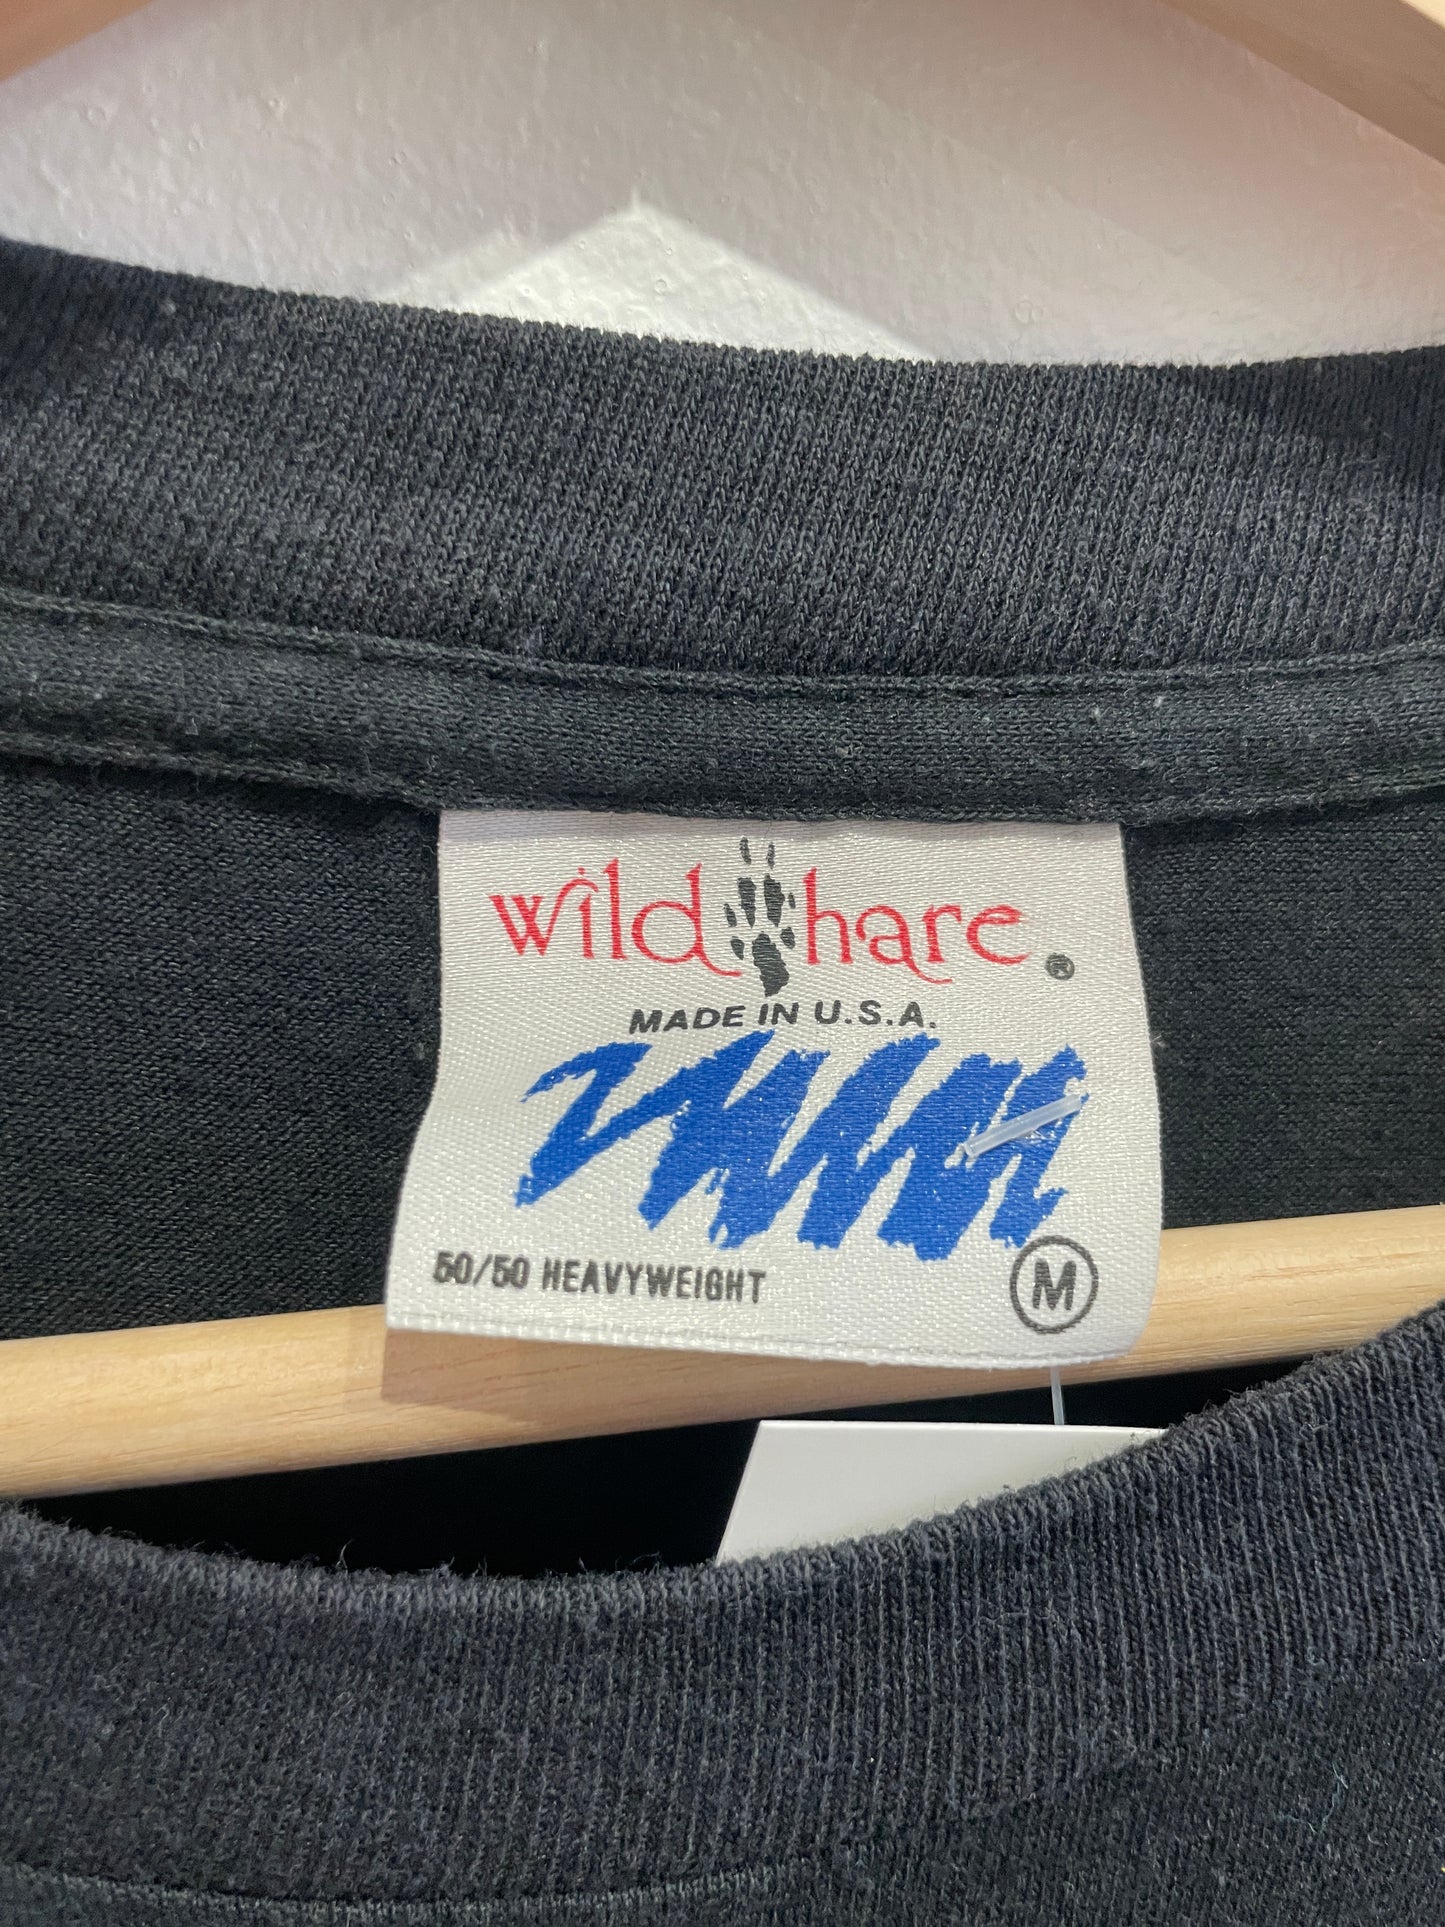 wild hare ®
MADE IN U.S.A.
50/50 HEAVYWEIGHT
M